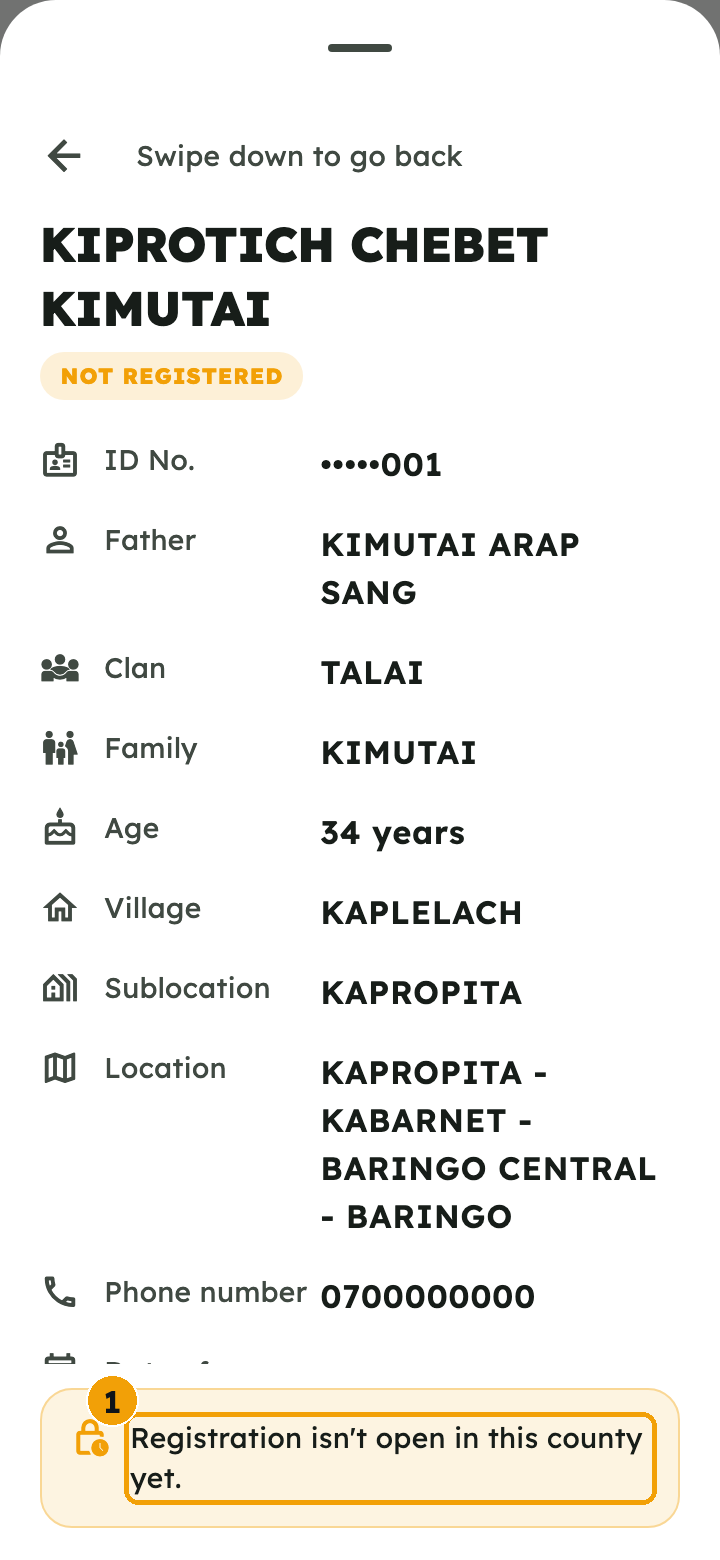 Swipe down to go back
KIPROTICH CHEBET
KIMUTAI
NOT REGISTERED
ID No. •••••001
Father KIMUTAI ARAP
SANG
Clan TALAI
Family KIMUTAI
Age 34 years
Village KAPLELACH
Sublocation KAPROPITA
Location KAPROPITA -
KABARNET -
BARINGO CENTRAL
- BARINGO
Phone number 0700000000
1
Registration isn't open in this county
yet.